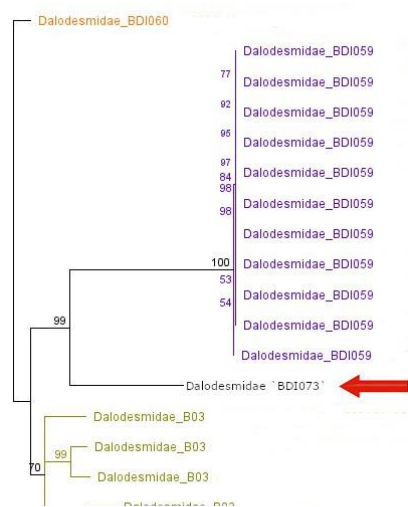 Dalodesmidae_BDI060
Dalodesmidae_BDI059
77
Dalodesmidae_BDI059
92
Dalodesmidae_BDI059
95
Dalodesmidae_BDI059
97
Dalodesmidae_BDI059
84
98
Dalodesmidae_BDI059
98
Dalodesmidae_BDI059
100
Dalodesmidae_BDI059
53
Dalodesmidae_BDI059
54
Dalodesmidae_BDI059
99
Dalodesmidae_BDI059
Dalodesmidae `BDI073`
Dalodesmidae_B03
Dalodesmidae_B03
99
70
Dalodesmidae_B03
Dalodesmidae_B03